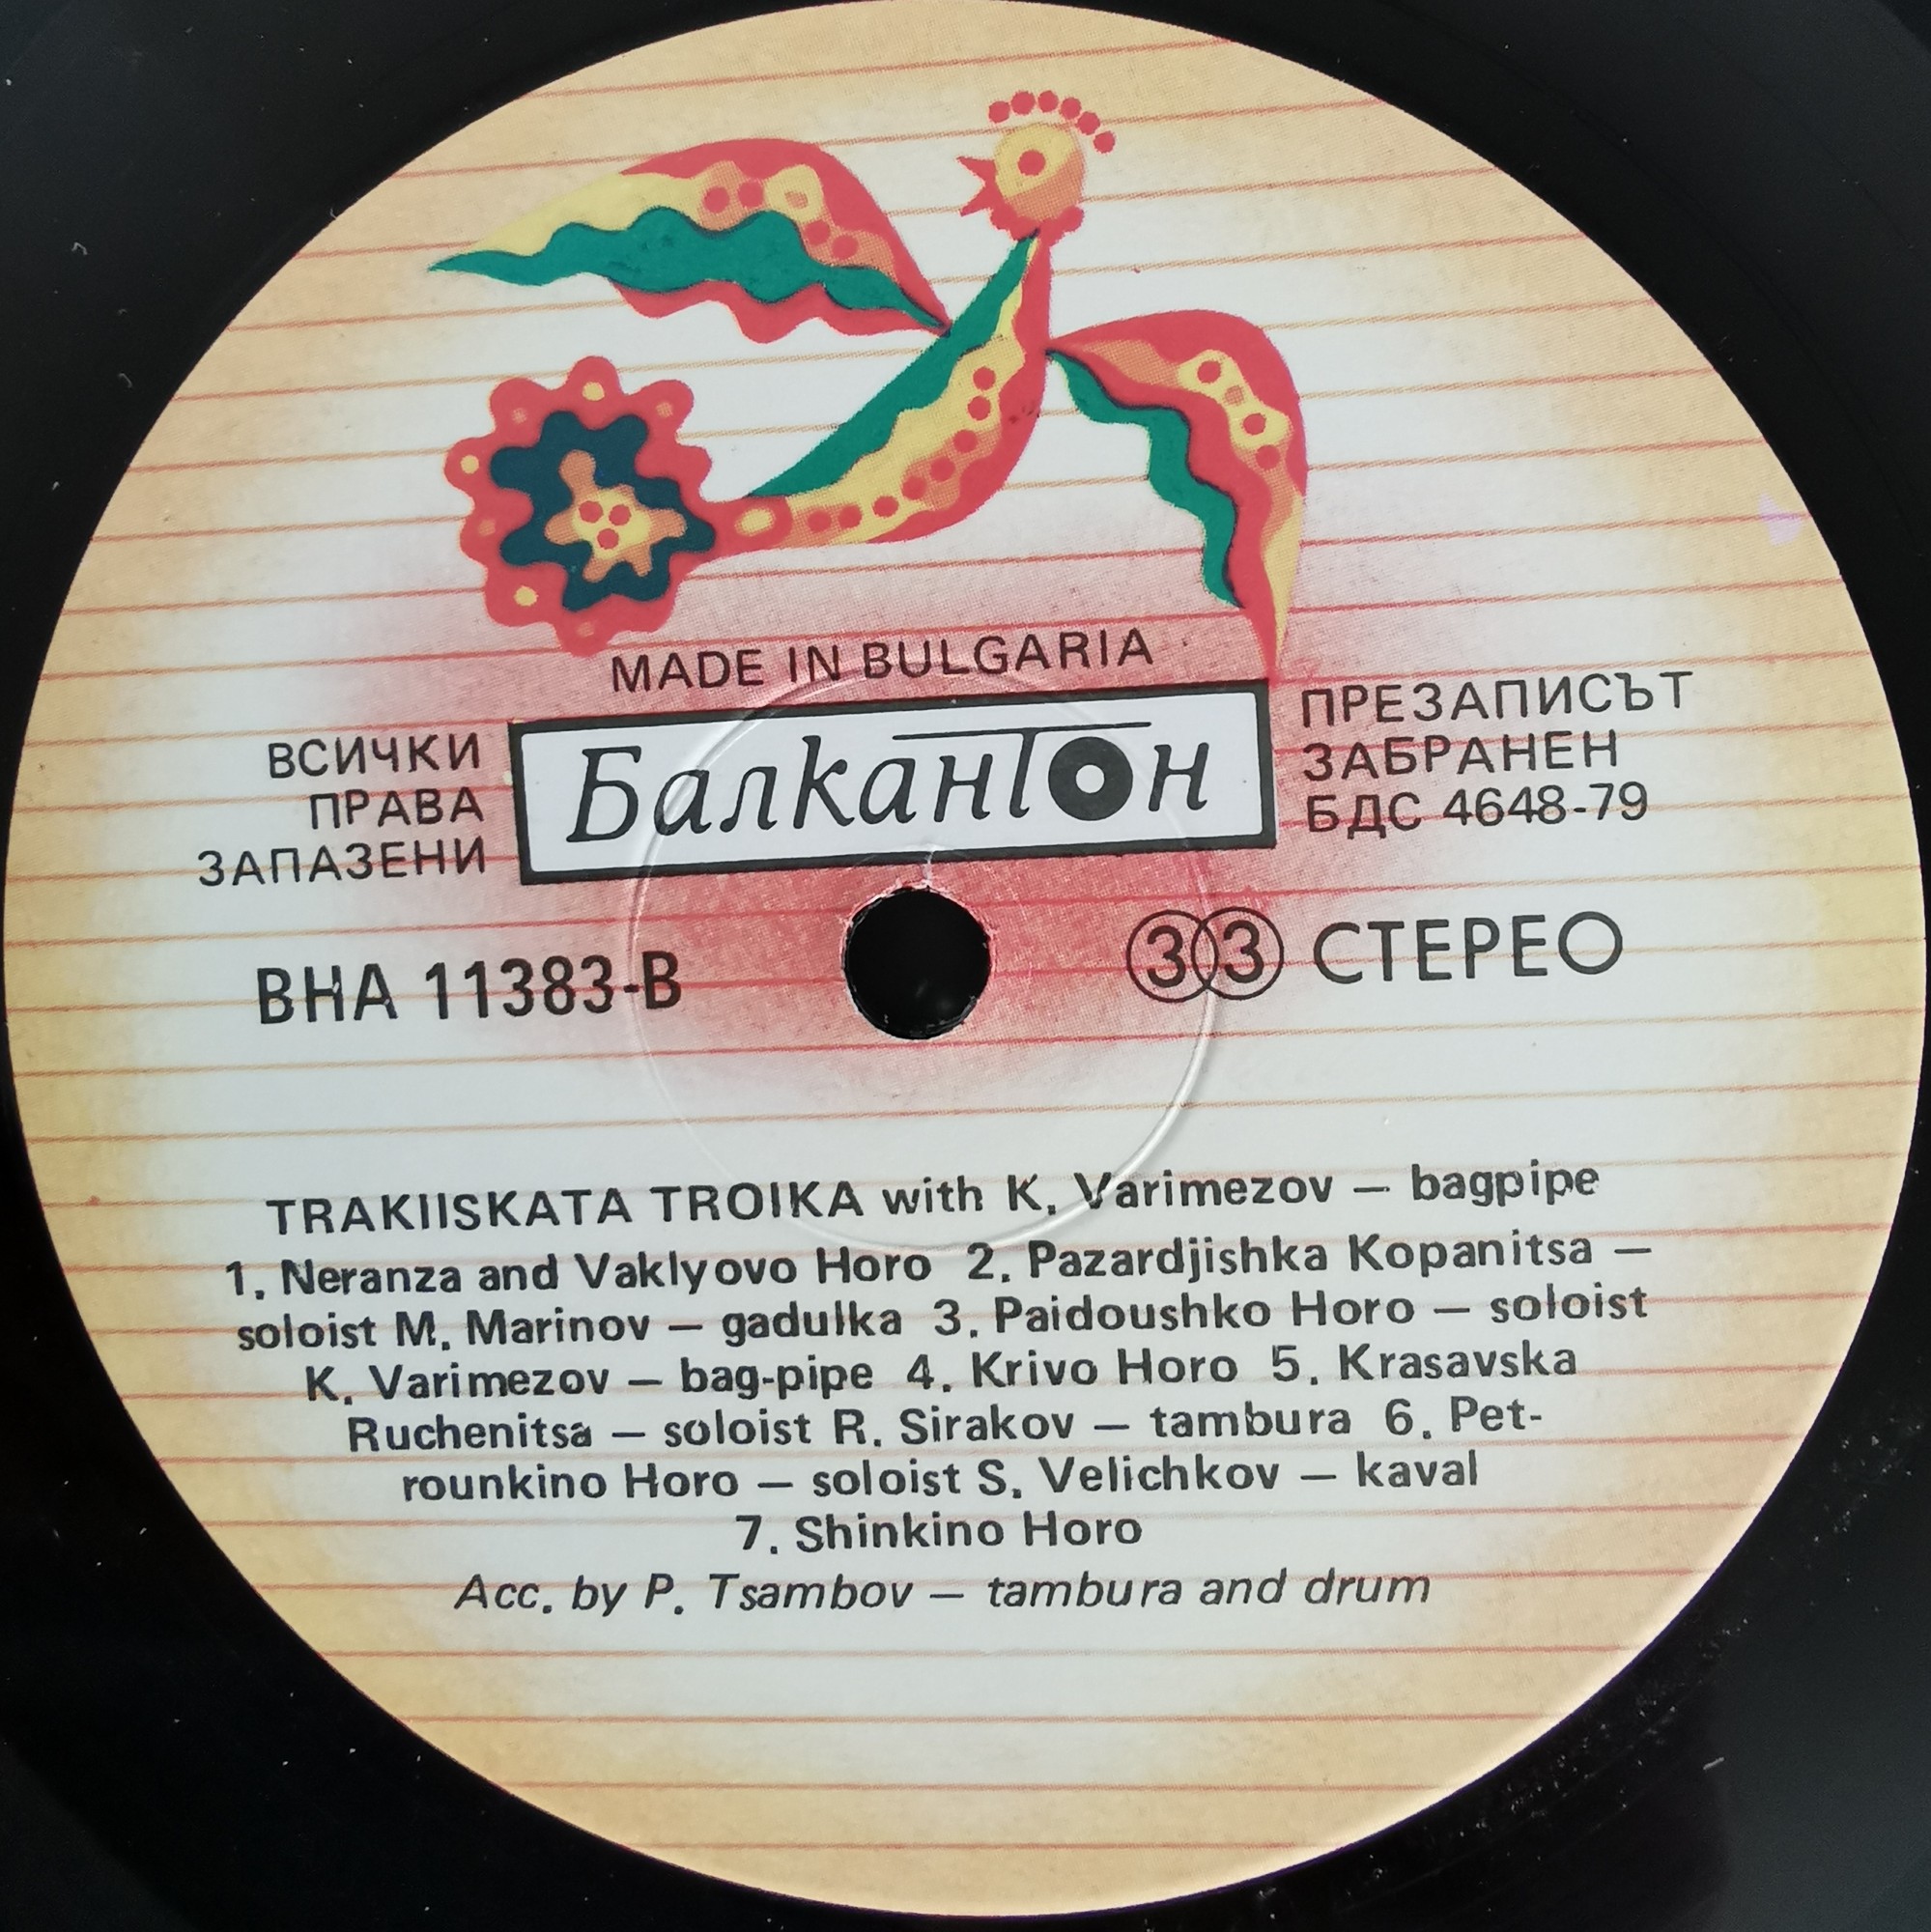 MADE IN BULGARIA
ВСИЧКИ
ПРАВА
ЗАПАЗЕНИ
Балкантон
ПРЕЗАПИСЪТ
ЗАБРАНЕН
БДС 4648-79
ВНА 11383-В
33 СТЕРЕО
TRAKIISKATA TROIKA with K. Varimezov — bagpipe
1. Neranza and Vaklyovo Horo 2. Pazardjishka Kopanitsa —
soloist M. Marinov — gadulka 3. Paidoushko Horo — soloist
K. Varimezov — bag-pipe 4. Krivo Horo 5. Krasavska
Ruchenitsa — soloist R. Sirakov — tambura 6. Pet-
rounkino Horo — soloist S. Velichkov — kaval
7. Shinkino Horo
Acc. by P. Tsambov — tambura and drum